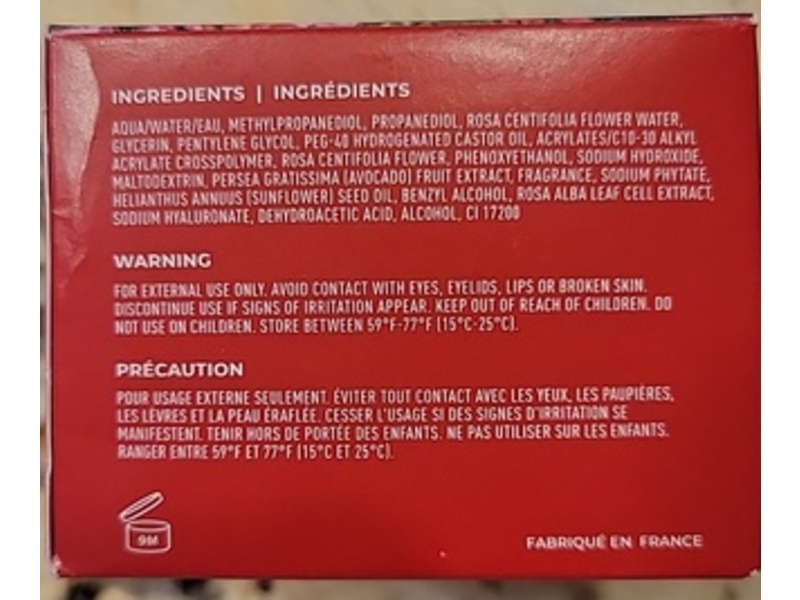 INGREDIENTS | INGRÉDIENTS
AQUA/WATER/EAU, METHYLPROPANEDIOL, PROPANEDIOL, ROSA CENTIFOLIA FLOWER WATER,
GLYCERIN, PENTYLENE GLYCOL, PEG-40 HYDROGENATED CASTOR OIL, ACRYLATES/C10-30 ALKYL
ACRYLATE CROSSPOLYMER, ROSA CENTIFOLIA FLOWER, PHENOXYETHANOL, SODIUM HYDROXIDE,
MALTODEXTRIN, PERSEA GRATISSIMA (AVOCADO) FRUIT EXTRACT, FRAGRANCE, SODIUM PHYTATE,
HELIANTHUS ANNUUS (SUNFLOWER) SEED OIL, BENZYL ALCOHOL, ROSA ALBA LEAF CELL EXTRACT,
SODIUM HYALURONATE, DEHYDROACETIC ACID, ALCOHOL, CI 17200
WARNING
FOR EXTERNAL USE ONLY. AVOID CONTACT WITH EYES, EYELIDS, LIPS OR BROKEN SKIN.
DISCONTINUE USE IF SIGNS OF IRRITATION APPEAR. KEEP OUT OF REACH OF CHILDREN. DO
NOT USE ON CHILDREN. STORE BETWEEN 59°F-77°F (15°C-25°C).
PRÉCAUTION
POUR USAGE EXTERNE SEULEMENT. ÉVITER TOUT CONTACT AVEC LES YEUX, LES PAUPIÈRES,
LES LÈVRES ET LA PEAU ÉRAFLÉE. CESSER L'USAGE SI DES SIGNES D'IRRITATION SE
MANIFESTENT. TENIR HORS DE PORTÉE DES ENFANTS. NE PAS UTILISER SUR LES ENFANTS.
RANGER ENTRE 59°F ET 77°F (15°C ET 25°C).
9M
FABRIQUÉ EN FRANCE